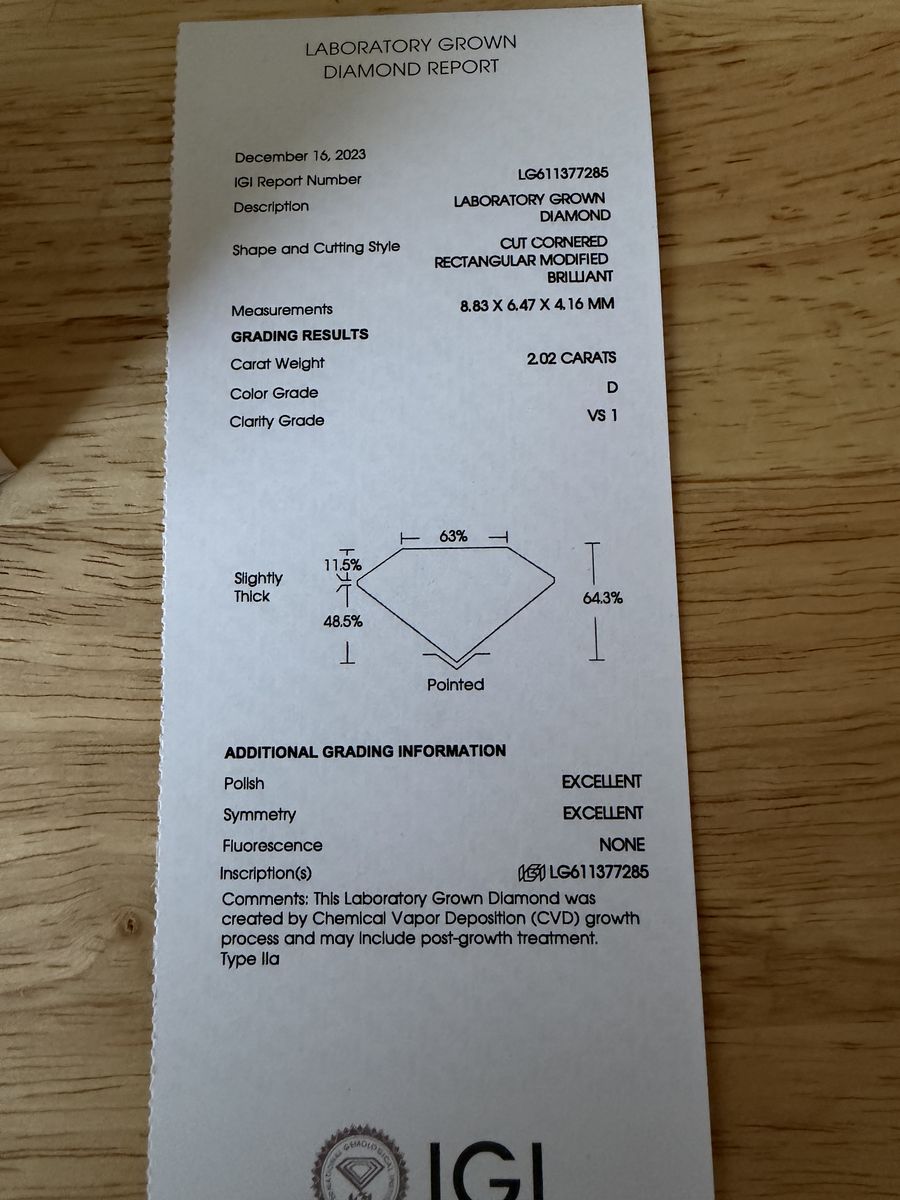 LABORATORY GROWN
DIAMOND REPORT
December 16, 2023
IGI Report Number LG611377285
Description LABORATORY GROWN
DIAMOND
Shape and Cutting Style CUT CORNERED
RECTANGULAR MODIFIED
BRILLIANT
Measurements 8.83 X 6.47 X 4.16 MM
GRADING RESULTS
Carat Weight 2.02 CARATS
Color Grade D
Clarity Grade VS 1
63%
11.5%
Slightly
Thick
64.3%
48.5%
Pointed
ADDITIONAL GRADING INFORMATION
Polish EXCELLENT
Symmetry EXCELLENT
Fluorescence NONE
Inscription(s) IGI LG611377285
Comments: This Laboratory Grown Diamond was
created by Chemical Vapor Deposition (CVD) growth
process and may include post-growth treatment.
Type IIa
GEMOLOGICAL
IGI